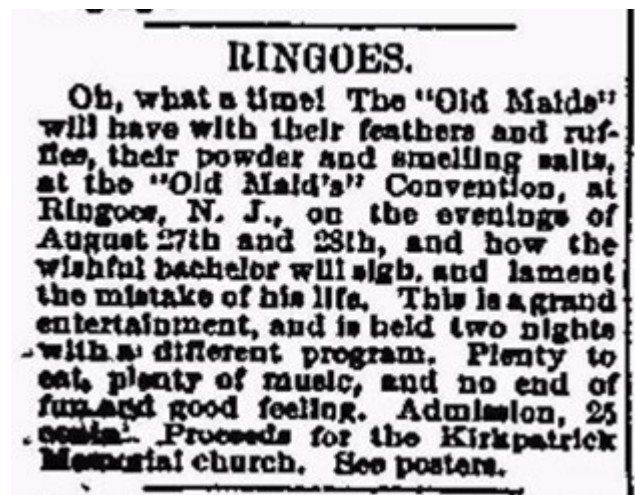 RINGOES.
Oh, what a time! The "Old Maids"
will have with their feathers and ruf-
fles, their powder and smelling salts,
at the "Old Maid's" Convention, at
Ringoes, N. J., on the evenings of
August 27th and 28th, and how the
wishful bachelor will sigh, and lament
the mistake of his life. This is a grand
entertainment, and is held two nights
with a different program. Plenty to
eat, plenty of music, and no end of
fun and good feeling. Admission, 25
cents. Proceeds for the Kirkpatrick
Memorial church. See posters.